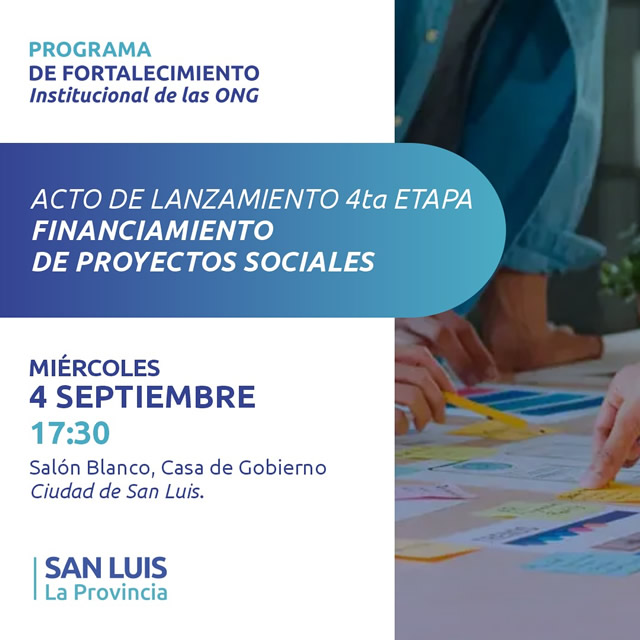 PROGRAMA
DE FORTALECIMIENTO
Institucional de las ONG
ACTO DE LANZAMIENTO 4ta ETAPA
FINANCIAMIENTO
DE PROYECTOS SOCIALES
MIÉRCOLES
4 SEPTIEMBRE
17:30
Salón Blanco, Casa de Gobierno
Ciudad de San Luis.
SAN LUIS
La Provincia